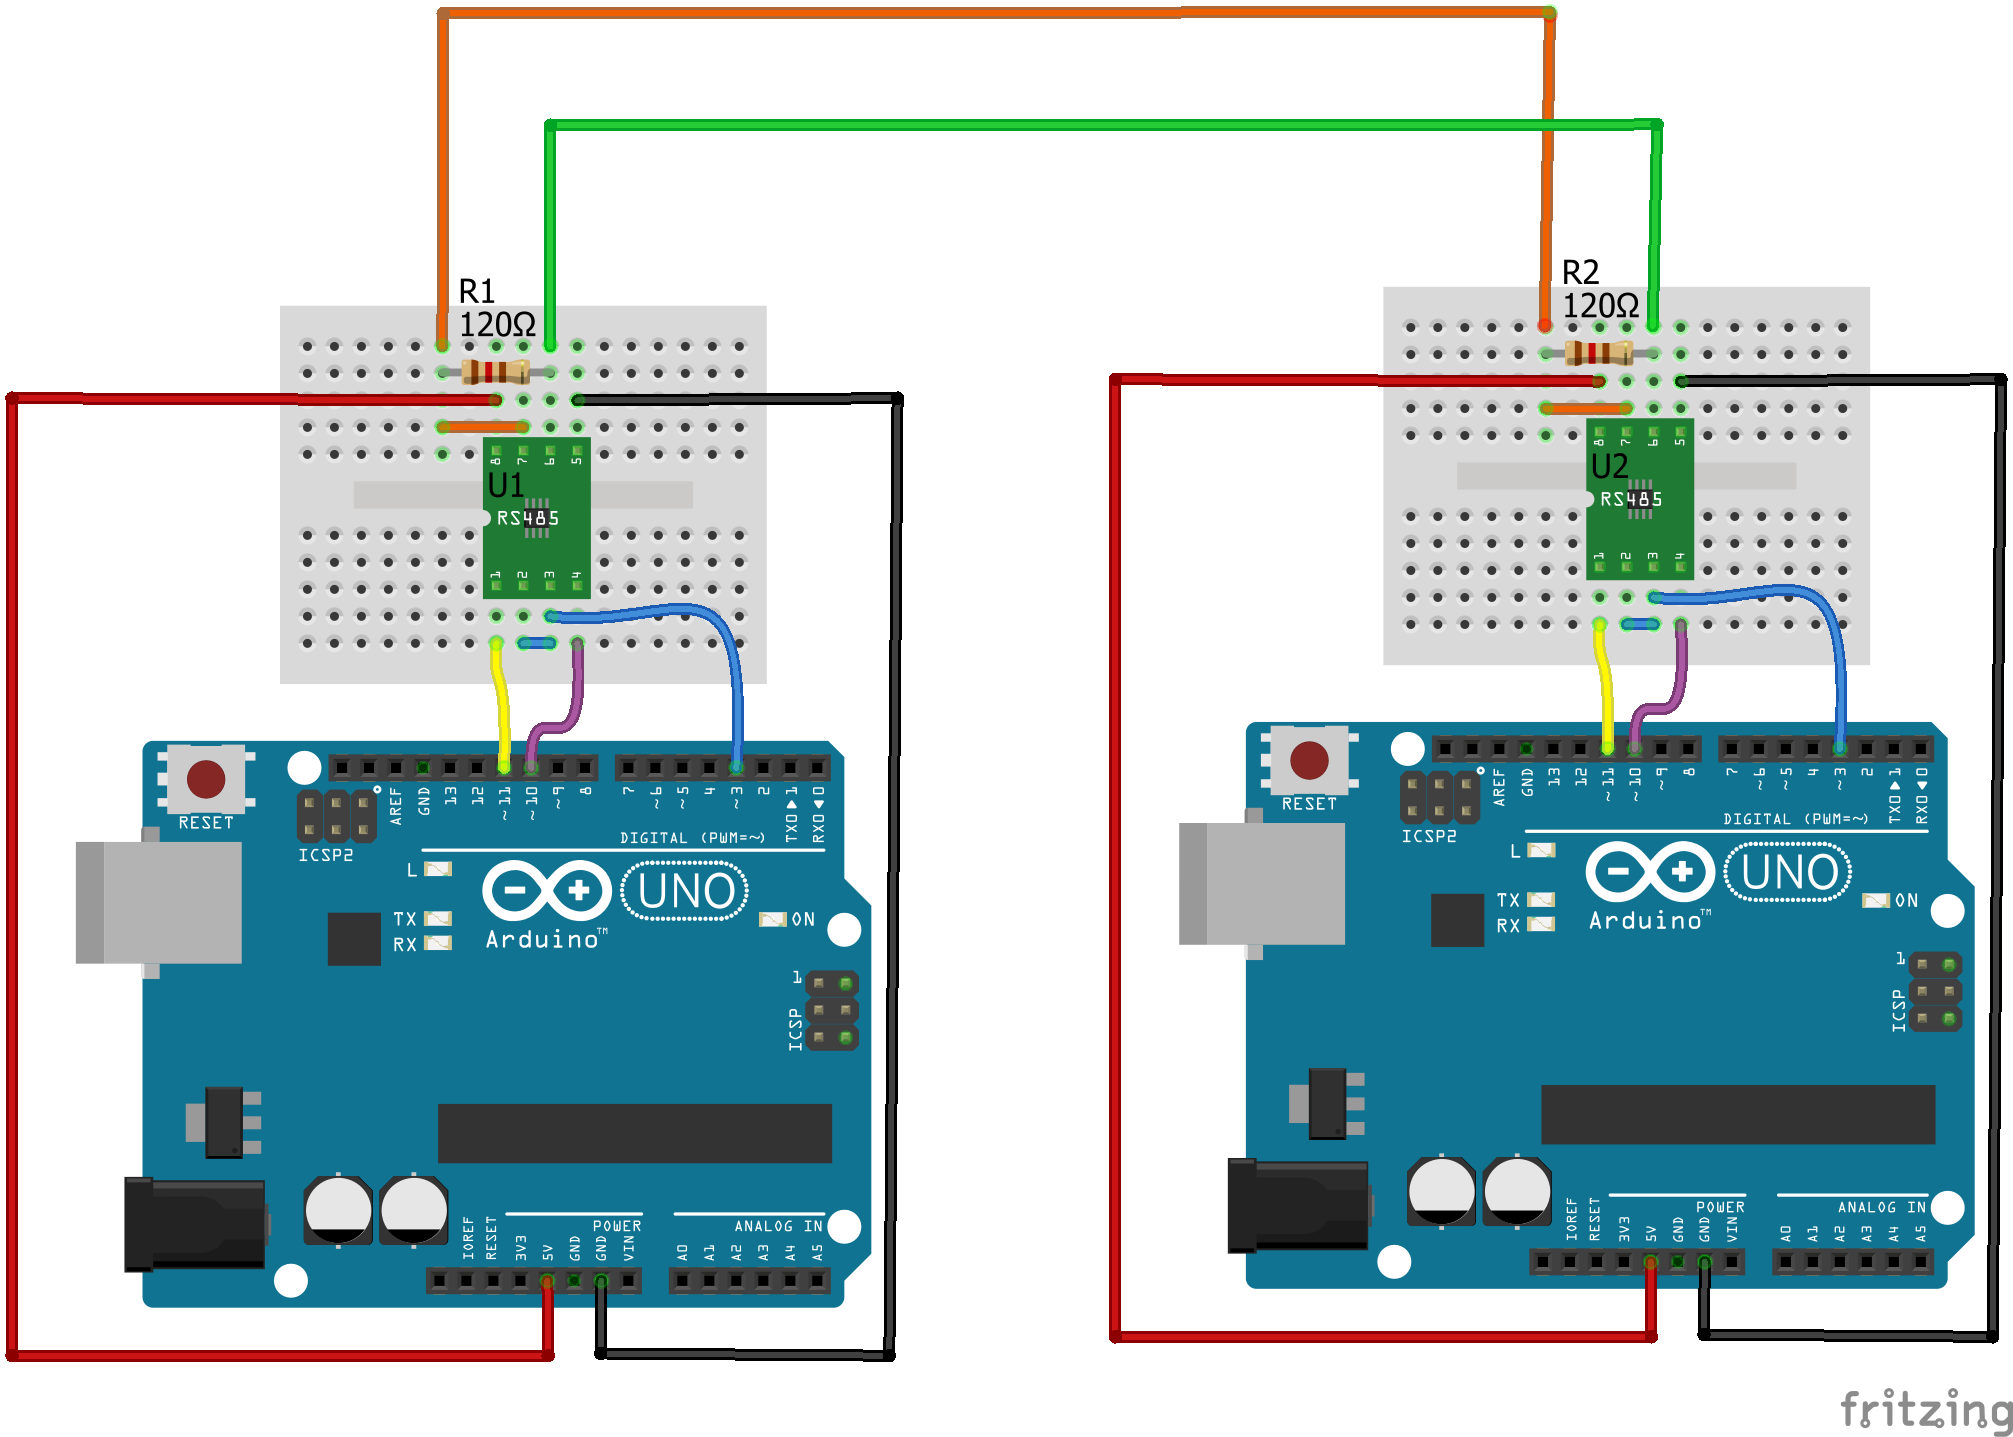 R1
120Ω
R2
120Ω
8 7 6 5
U1
RS485
1 2 3 4
8 7 6 5
U2
RS485
1 2 3 4
RESET
ICSP2
AREF
GND
13
12
~11
~10
~9
8
7
~6
~5
4
~3
2
TX0▶1
RX0◀0
DIGITAL (PWM=~)
L
TX
RX
UNO
Arduino™
ON
1
ICSP
IOREF
RESET
3V3
5V
GND
GND
VIN
POWER
A0
A1
A2
A3
A4
A5
ANALOG IN
RESET
ICSP2
AREF
GND
13
12
~11
~10
~9
8
7
~6
~5
4
~3
2
TX0▶1
RX0◀0
DIGITAL (PWM=~)
L
TX
RX
UNO
Arduino™
ON
1
ICSP
IOREF
RESET
3V3
5V
GND
GND
VIN
POWER
A0
A1
A2
A3
A4
A5
ANALOG IN
fritzing